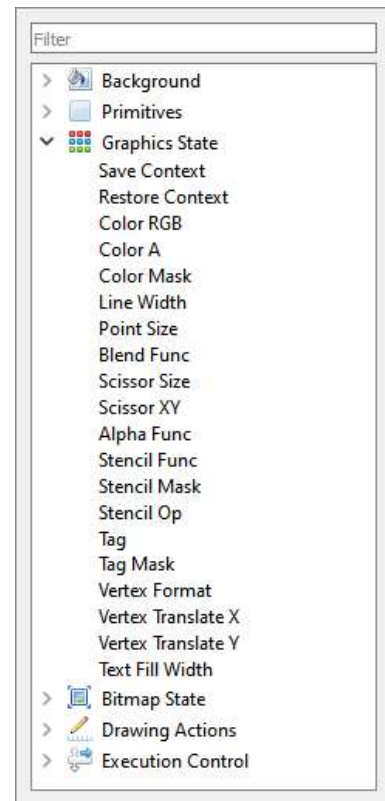 Filter
Background
Primitives
Graphics State
Save Context
Restore Context
Color RGB
Color A
Color Mask
Line Width
Point Size
Blend Func
Scissor Size
Scissor XY
Alpha Func
Stencil Func
Stencil Mask
Stencil Op
Tag
Tag Mask
Vertex Format
Vertex Translate X
Vertex Translate Y
Text Fill Width
Bitmap State
Drawing Actions
Execution Control